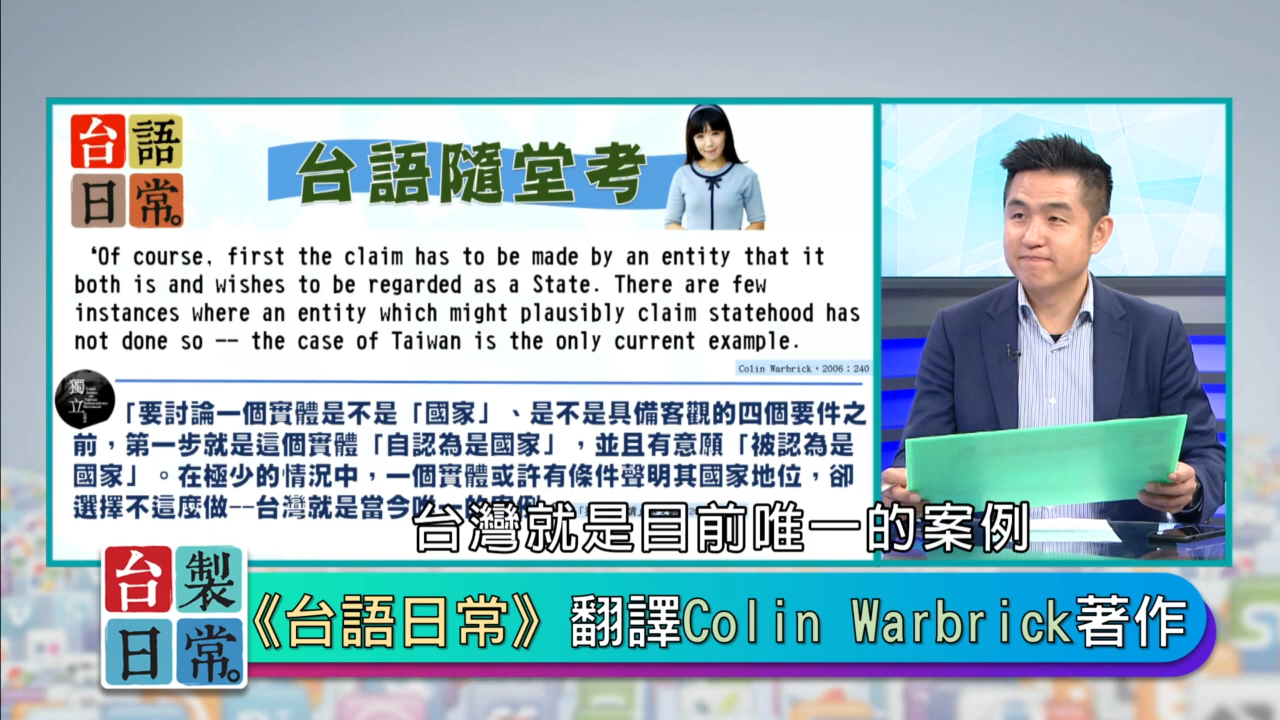 台語
日常。
台語隨堂考
‘Of course, first the claim has to be made by an entity that it
both is and wishes to be regarded as a State. There are few
instances where an entity which might plausibly claim statehood has
not done so -- the case of Taiwan is the only current example.
Colin Warbrick，2006；240
獨立
「要討論一個實體是不是「國家」、是不是具備客觀的四個要件之
前，第一步就是這個實體「自認為是國家」，並且有意願「被認為是
國家」。在極少的情況中，一個實體或許有條件聲明其國家地位，卻
選擇不這麼做--台灣就是當今唯一的案例
台灣就是目前唯一的案例
台製
日常。
《台語日常》翻譯Colin Warbrick著作